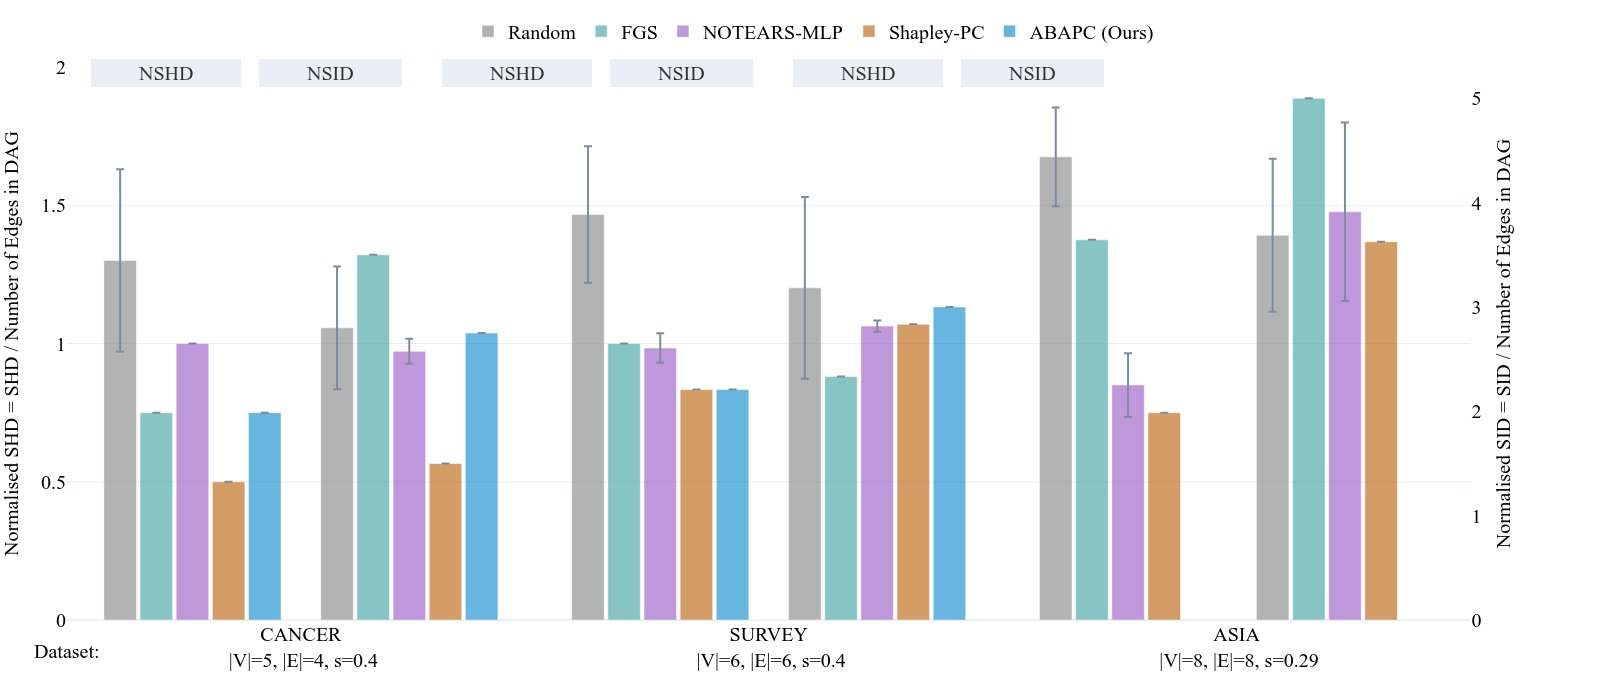 Random FGS NOTEARS-MLP Shapley-PC ABAPC (Ours)
NSHD NSID NSHD NSID NSHD NSID
2
1.5
1
0.5
0
Normalised SHD = SHD / Number of Edges in DAG
5
4
3
2
1
0
Normalised SID = SID / Number of Edges in DAG
CANCER SURVEY ASIA
Dataset:
|V|=5, |E|=4, s=0.4 |V|=6, |E|=6, s=0.4 |V|=8, |E|=8, s=0.29